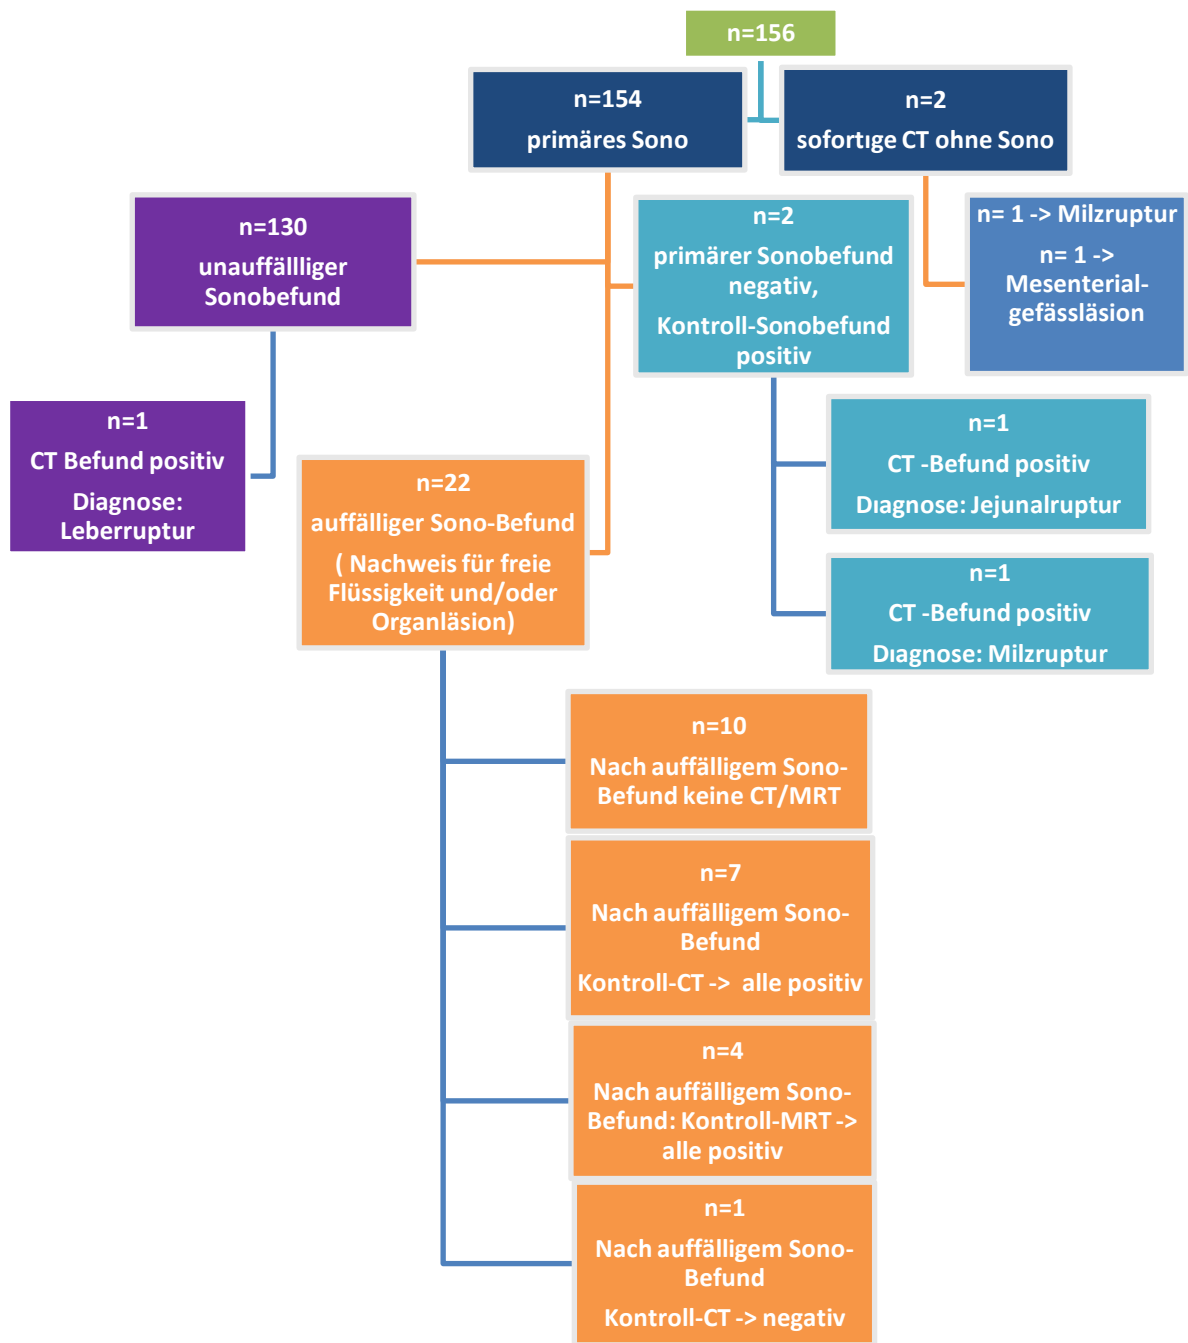 n=156
n=154
primäres Sono
n=2
sofortige CT ohne Sono
n=130
unauffällliger
Sonobefund
n=2
primärer Sonobefund
negativ,
Kontroll-Sonobefund
positiv
n= 1 -> Milzruptur
n= 1 ->
Mesenterial-
gefässläsion
n=1
CT Befund positiv
Diagnose:
Leberruptur
n=22
auffälliger Sono-Befund
( Nachweis für freie
Flüssigkeit und/oder
Organläsion)
n=1
CT -Befund positiv
Diagnose: Jejunalruptur
n=1
CT -Befund positiv
Diagnose: Milzruptur
n=10
Nach auffälligem Sono-
Befund keine CT/MRT
n=7
Nach auffälligem Sono-
Befund
Kontroll-CT -> alle positiv
n=4
Nach auffälligem Sono-
Befund: Kontroll-MRT ->
alle positiv
n=1
Nach auffälligem Sono-
Befund
Kontroll-CT -> negativ